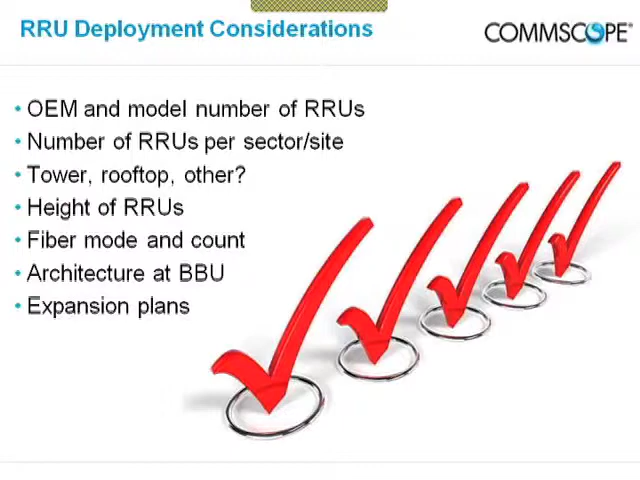 RRU Deployment Considerations
COMMSCOPE®
• OEM and model number of RRUs
• Number of RRUs per sector/site
• Tower, rooftop, other?
• Height of RRUs
• Fiber mode and count
• Architecture at BBU
• Expansion plans